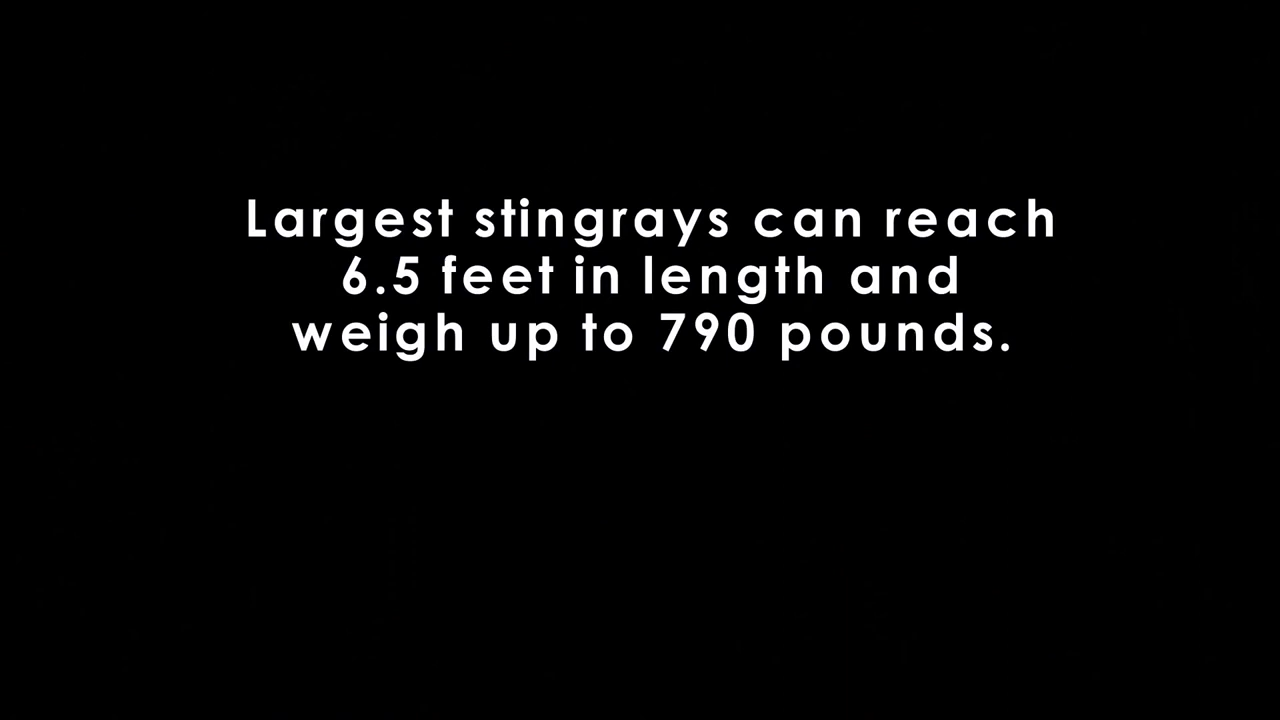 Largest stingrays can reach
6.5 feet in length and
weigh up to 790 pounds.